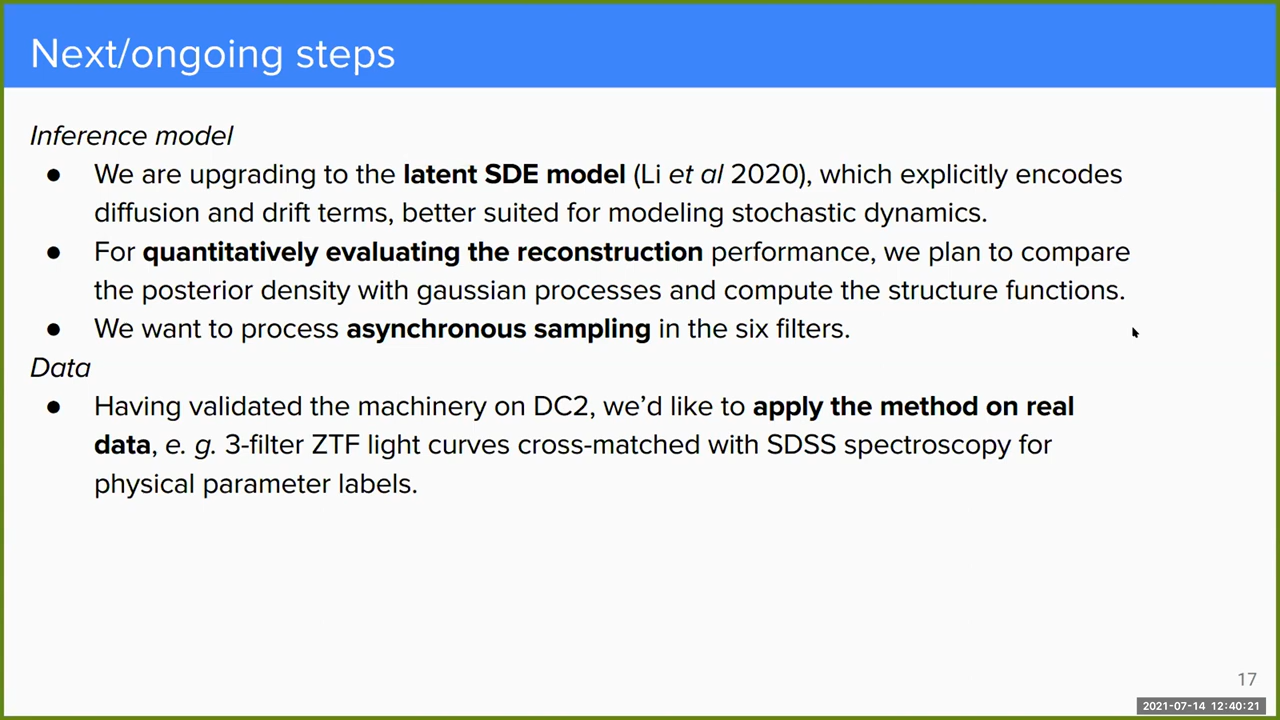 Next/ongoing steps
Inference model
● We are upgrading to the latent SDE model (Li et al 2020), which explicitly encodes
diffusion and drift terms, better suited for modeling stochastic dynamics.
● For quantitatively evaluating the reconstruction performance, we plan to compare
the posterior density with gaussian processes and compute the structure functions.
● We want to process asynchronous sampling in the six filters.
Data
● Having validated the machinery on DC2, we’d like to apply the method on real
data, e. g. 3-filter ZTF light curves cross-matched with SDSS spectroscopy for
physical parameter labels.
17
2021-07-14 12:40:21